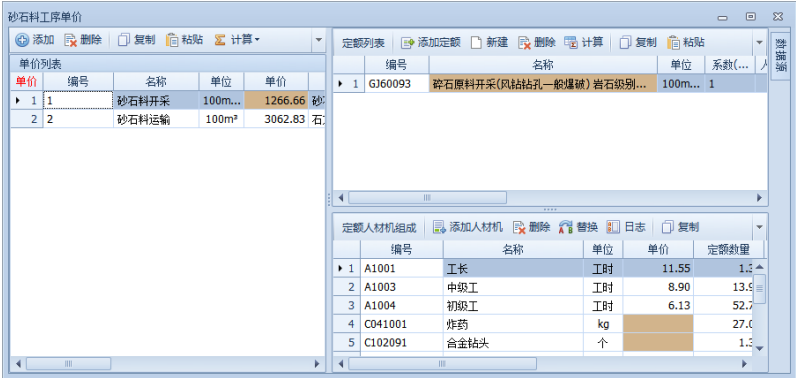 砂石料工序单价
添加 删除 复制 粘贴 计算
单价列表
单价 编号 名称 单位 单价
1 1 砂石料开采 100m... 1266.66 砂
2 2 砂石料运输 100m³ 3062.83 石
定额列表 添加定额 新建 删除 计算 复制 粘贴
编号 名称 单位 系数(... 人
1 GJ60093 碎石原料开采(风钻钻孔一般爆破) 岩石级别... 100m... 1
定额人材机组成 添加人材机 删除 替换 日志 复制
编号 名称 单位 单价 定额数量
1 A1001 工长 工时 11.55 1.3
2 A1003 中级工 工时 8.90 13.9
3 A1004 初级工 工时 6.13 52.7
4 C041001 炸药 kg 27.0
5 C102091 合金钻头 个 1.3
数据源